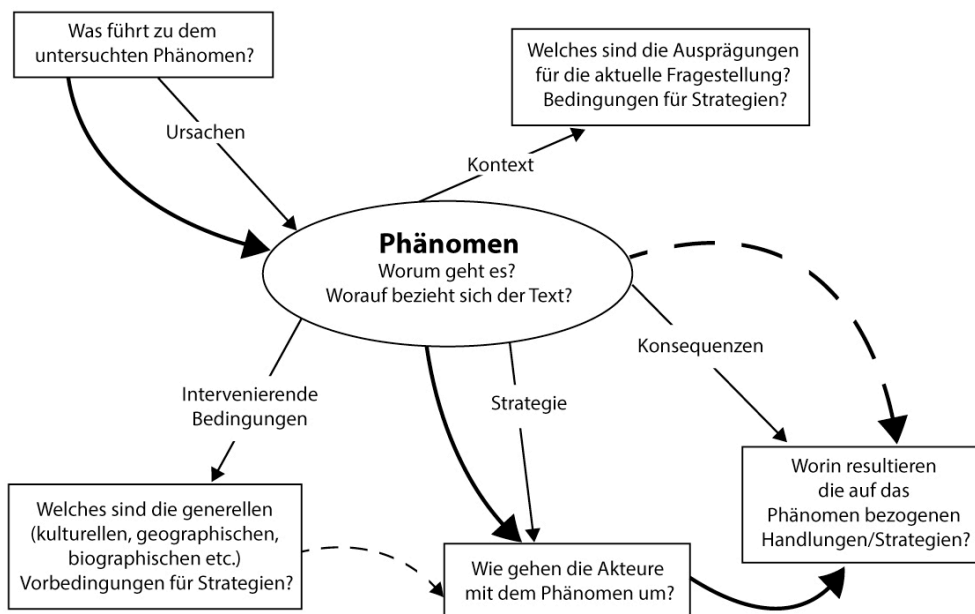 Was führt zu dem
untersuchten Phänomen?
Welches sind die Ausprägungen
für die aktuelle Fragestellung?
Bedingungen für Strategien?
Ursachen
Kontext
Phänomen
Worum geht es?
Worauf bezieht sich der Text?
Konsequenzen
Intervenierende
Bedingungen
Strategie
Welches sind die generellen
(kulturellen, geographischen,
biographischen etc.)
Vorbedingungen für Strategien?
Wie gehen die Akteure
mit dem Phänomen um?
Worin resultieren
die auf das
Phänomen bezogenen
Handlungen/Strategien?